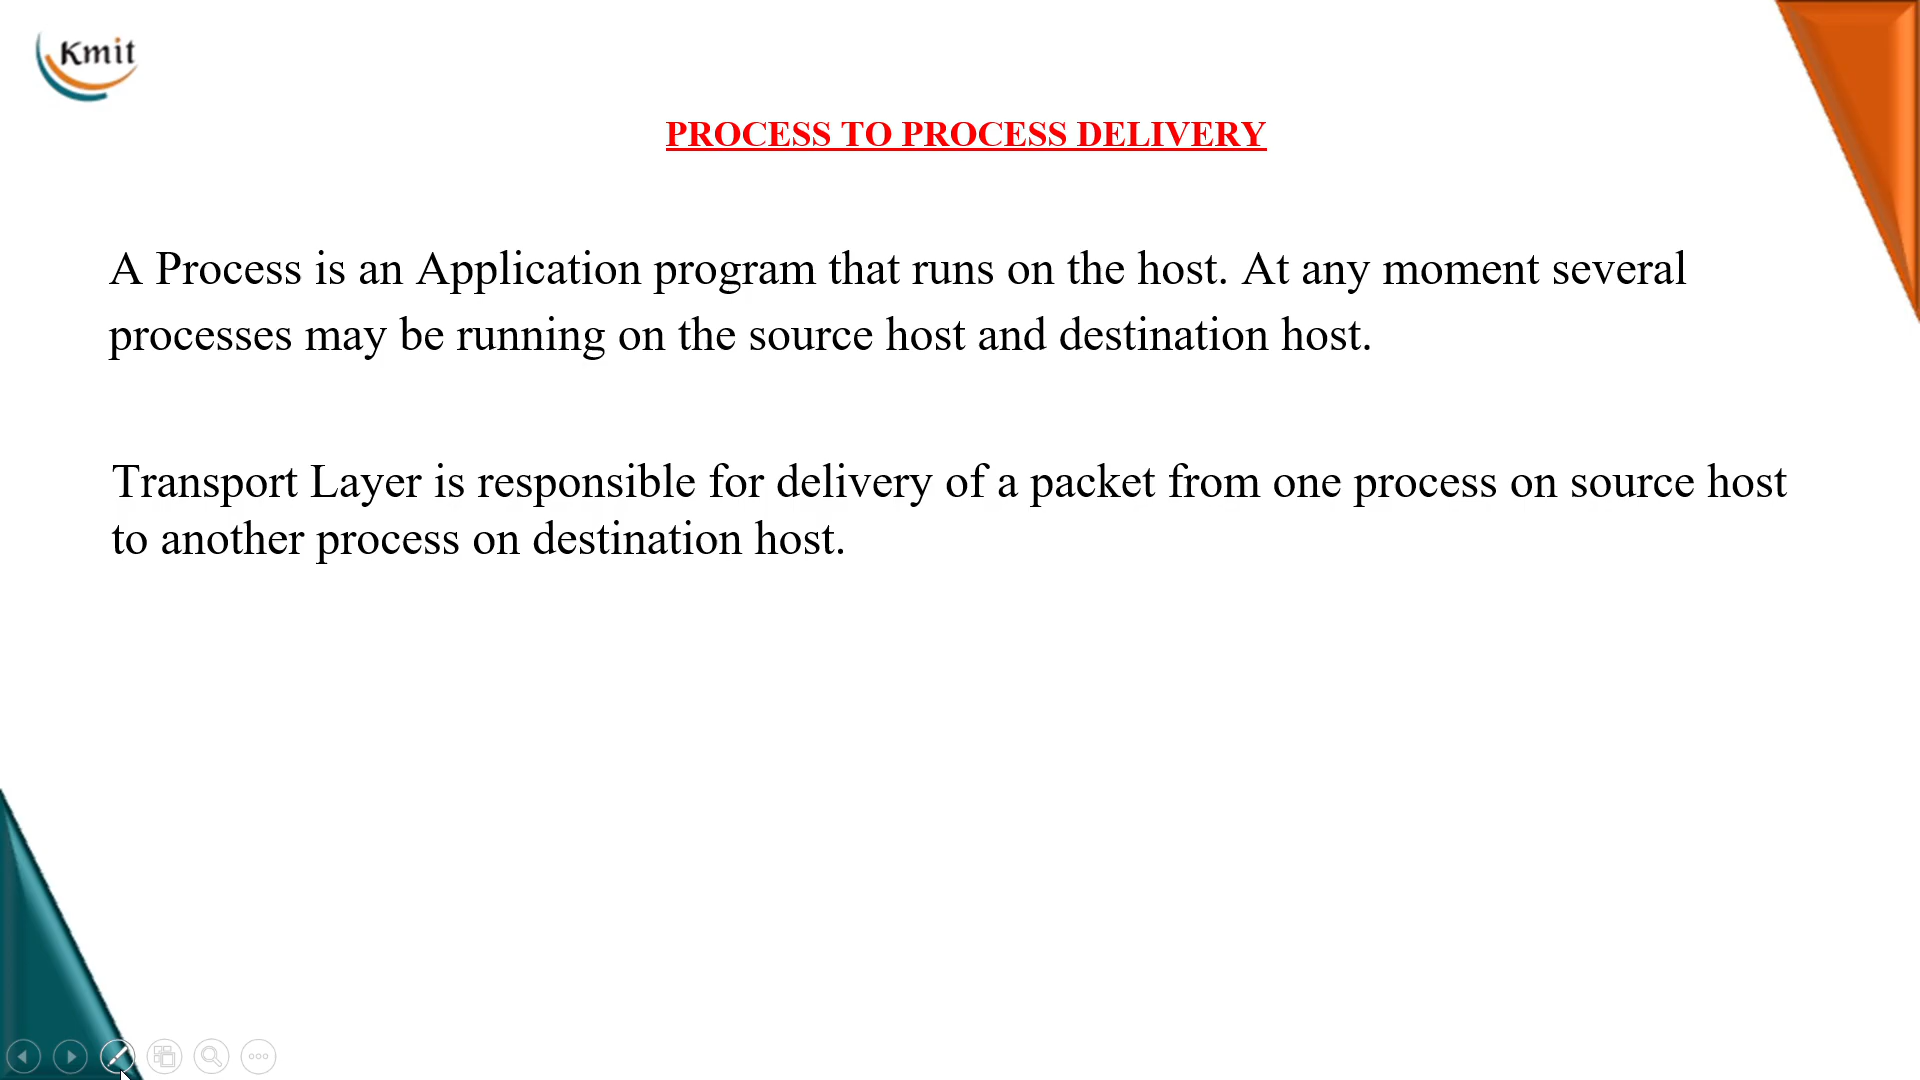 Kmit
PROCESS TO PROCESS DELIVERY
A Process is an Application program that runs on the host. At any moment several
processes may be running on the source host and destination host.
Transport Layer is responsible for delivery of a packet from one process on source host
to another process on destination host.